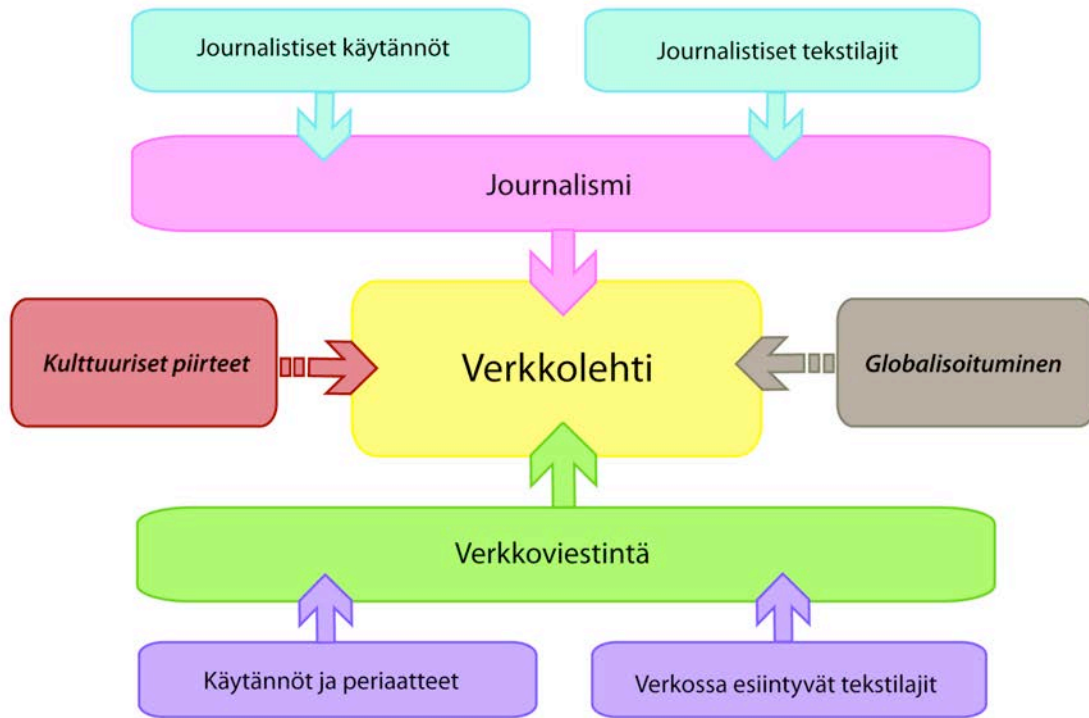 Journalistiset käytännöt
Journalistiset tekstilajit
Journalismi
Kulttuuriset piirteet
Verkkolehti
Globalisoituminen
Verkkoviestintä
Käytännöt ja periaatteet
Verkossa esiintyvät tekstilajit